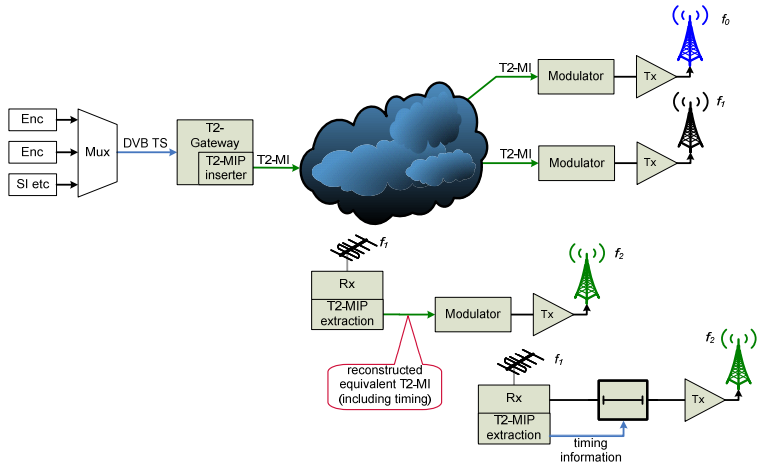 f0
T2-MI
Modulator
Tx
f1
Enc
Enc
SI etc
Mux
DVB TS
T2-
Gateway
T2-MIP
inserter
T2-MI
T2-MI
Modulator
Tx
f1
Rx
T2-MIP
extraction
Modulator
Tx
f2
reconstructed
equivalent T2-MI
(including timing)
f1
Rx
T2-MIP
extraction
timing
information
Tx
f2